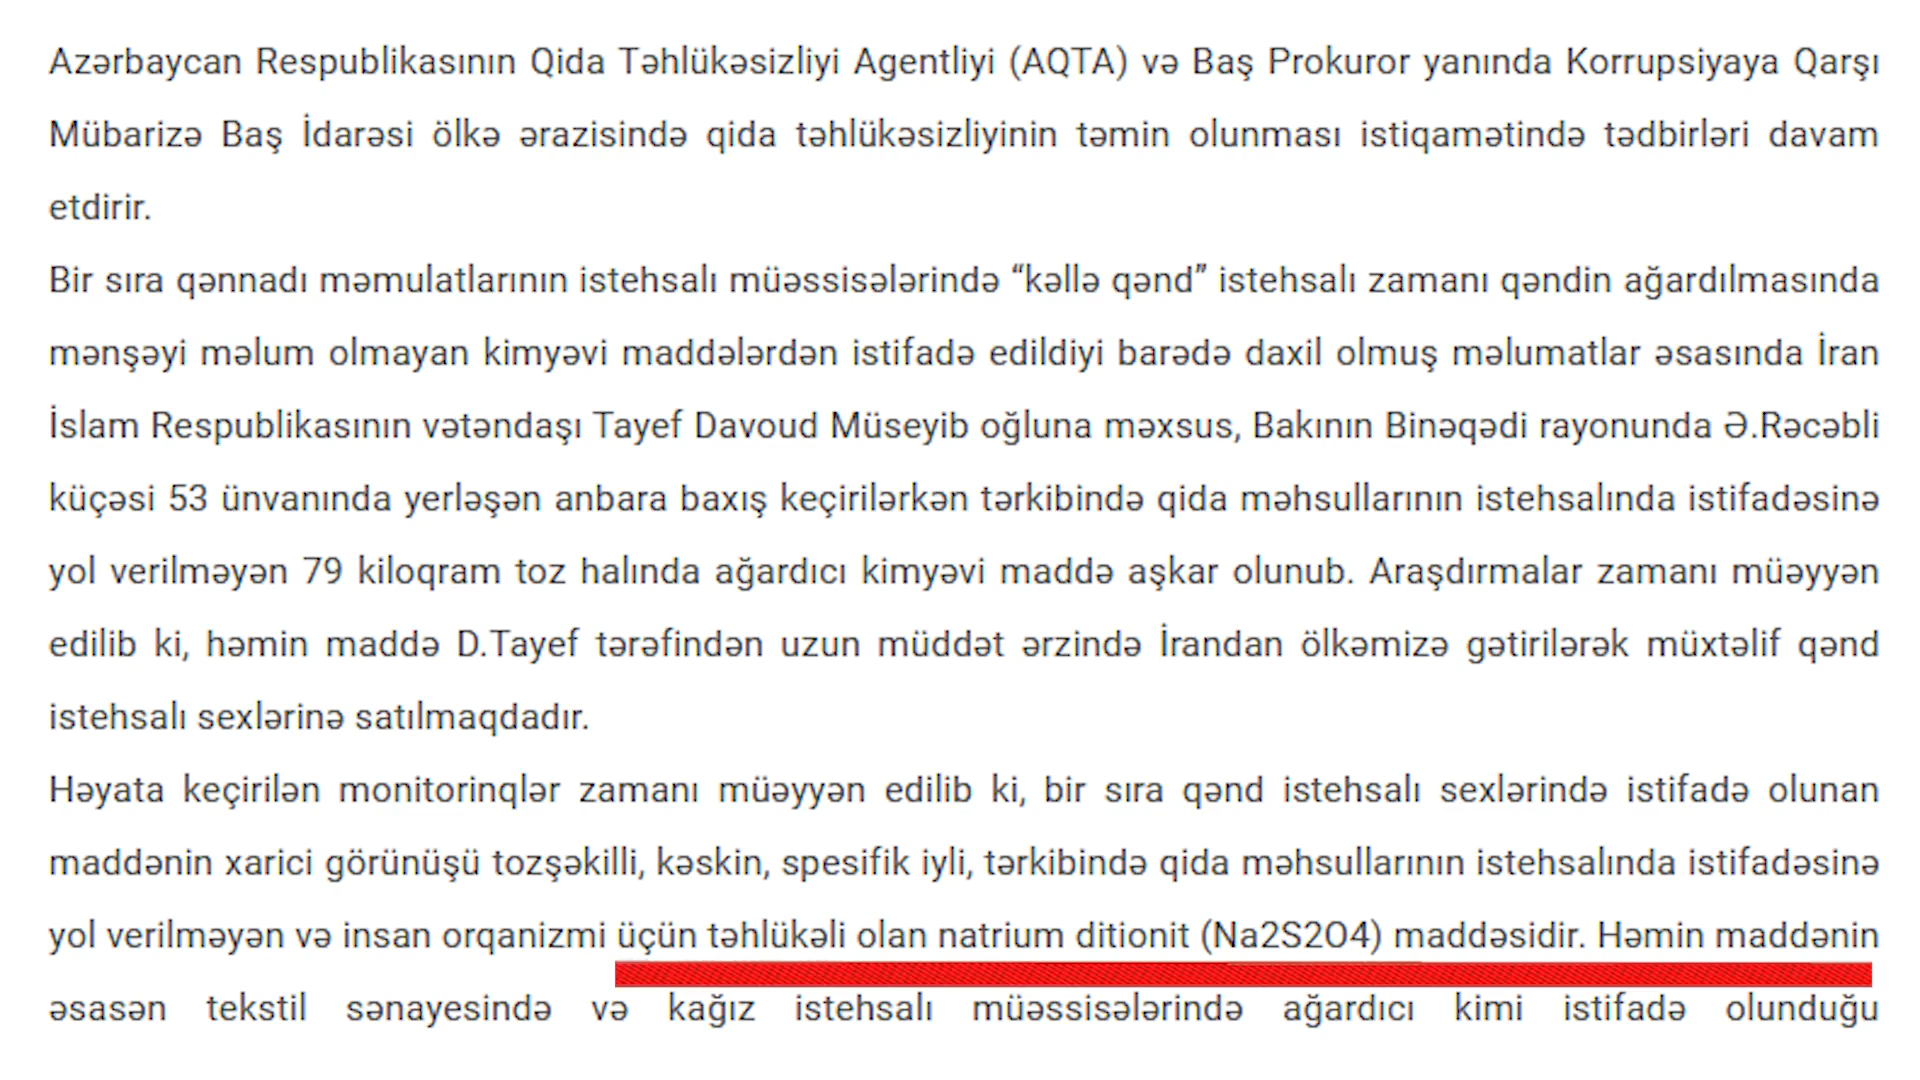 Azərbaycan Respublikasının Qida Təhlükəsizliyi Agentliyi (AQTA) və Baş Prokuror yanında Korrupsiyaya Qarşı
Mübarizə Baş İdarəsi ölkə ərazisində qida təhlükəsizliyinin təmin olunması istiqamətində tədbirləri davam
etdirir.
Bir sıra qənnadı məmulatlarının istehsalı müəssisələrində “kəllə qənd” istehsalı zamanı qəndin ağardılmasında
mənşəyi məlum olmayan kimyəvi maddələrdən istifadə edildiyi barədə daxil olmuş məlumatlar əsasında İran
İslam Respublikasının vətəndaşı Tayef Davoud Müseyib oğluna məxsus, Bakının Binəqədi rayonunda Ə.Rəcəbli
küçəsi 53 ünvanında yerləşən anbara baxış keçirilərkən tərkibində qida məhsullarının istehsalında istifadəsinə
yol verilməyən 79 kiloqram toz halında ağardıcı kimyəvi maddə aşkar olunub. Araşdırmalar zamanı müəyyən
edilib ki, həmin maddə D.Tayef tərəfindən uzun müddət ərzində İrandan ölkəmizə gətirilərək müxtəlif qənd
istehsalı sexlərinə satılmaqdadır.
Həyata keçirilən monitorinqlər zamanı müəyyən edilib ki, bir sıra qənd istehsalı sexlərində istifadə olunan
maddənin xarici görünüşü tozşəkilli, kəskin, spesifik iyli, tərkibində qida məhsullarının istehsalında istifadəsinə
yol verilməyən və insan orqanizmi üçün təhlükəli olan natrium ditionit (Na2S2O4) maddəsidir. Həmin maddənin
əsasən tekstil sənayesində və kağız istehsalı müəssisələrində ağardıcı kimi istifadə olunduğu